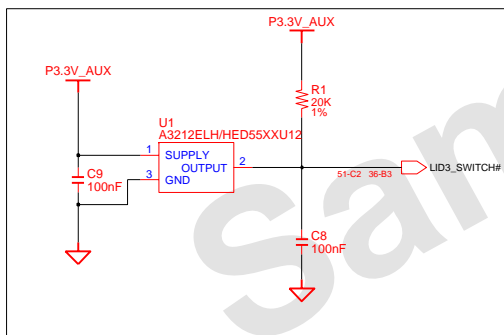 P3.3V_AUX
P3.3V_AUX
R1
20K
1%
U1
A3212ELH/HED55XXU12
1 SUPPLY
OUTPUT 2
3 GND
C9
100nF
51-C2 36-B3
LID3_SWITCH#
C8
100nF
Sam